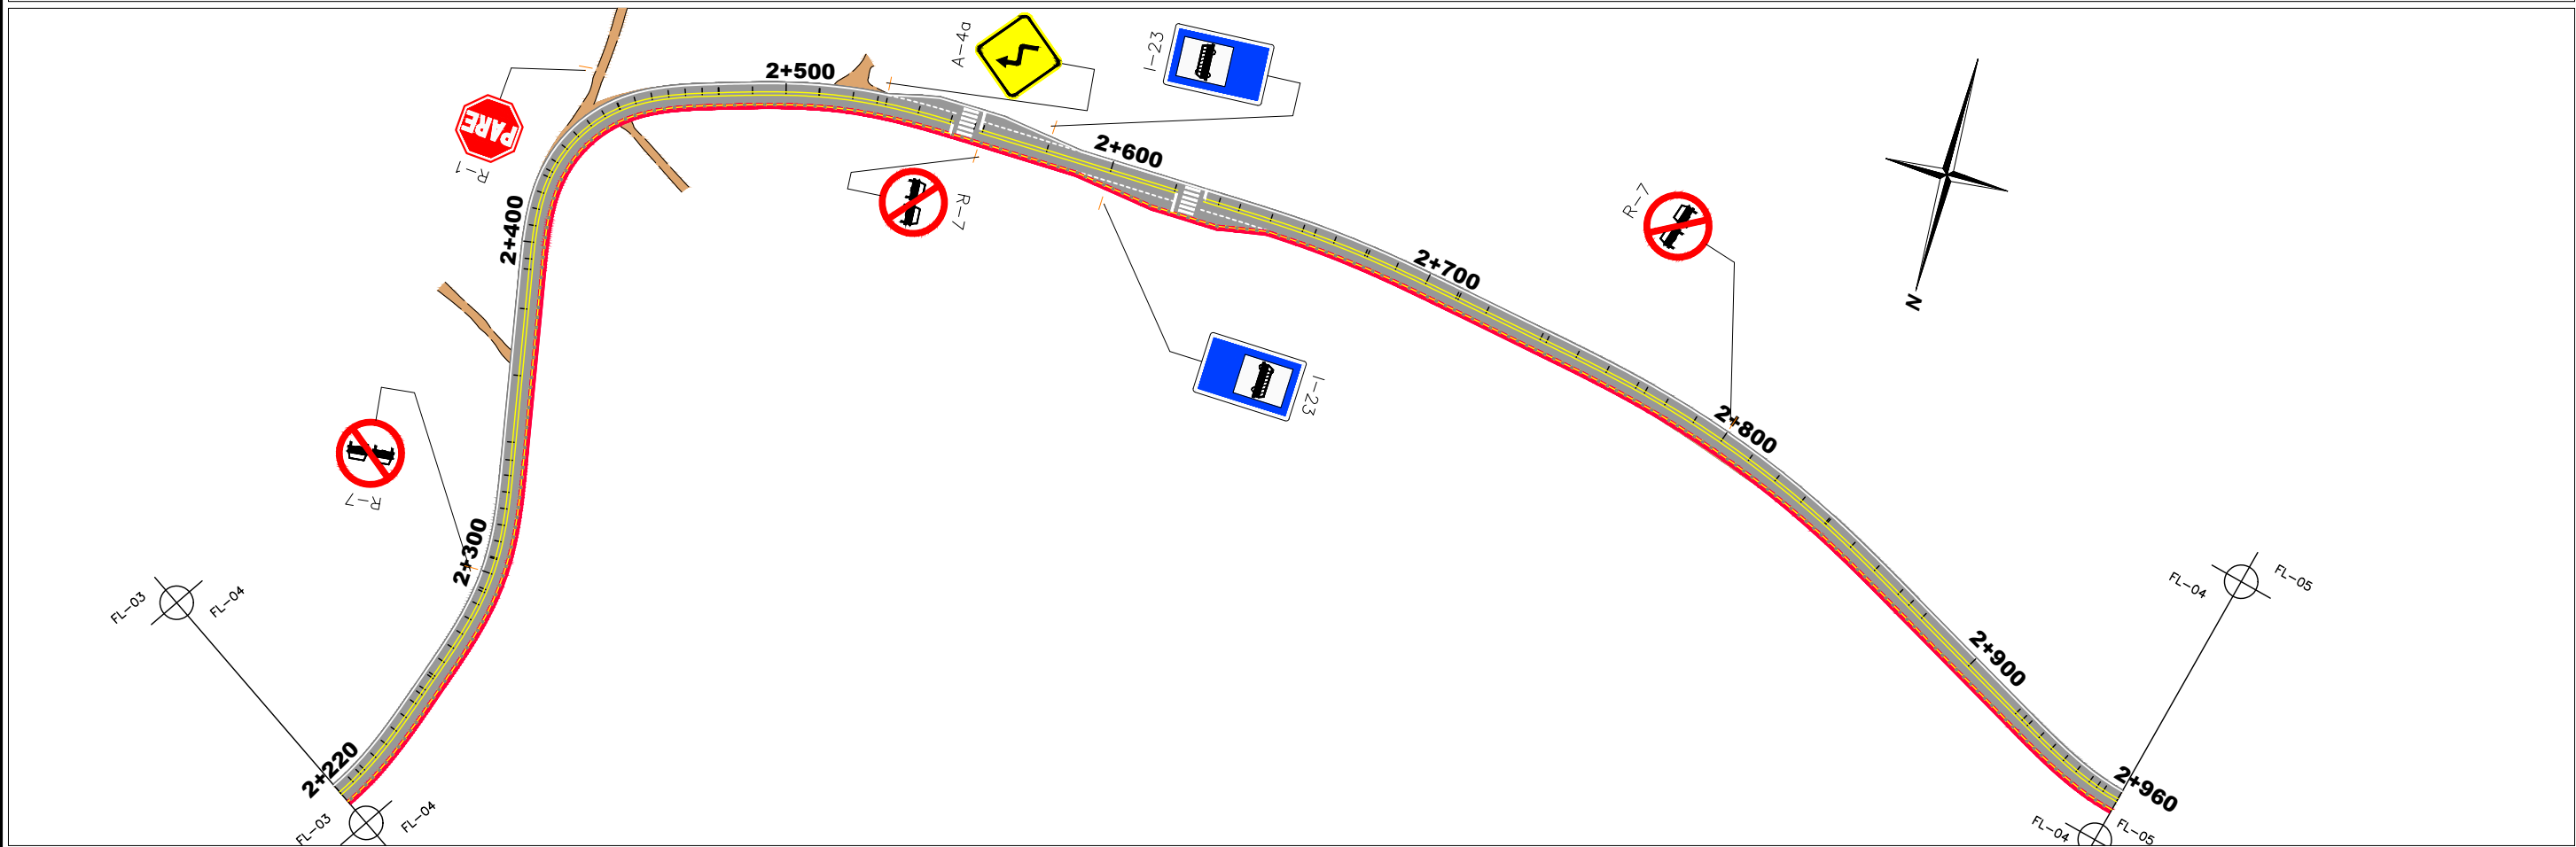 2+500
A-4a
I-23
PARE
R-1
2+600
R-7
2+400
R-7
2+700
N
I-23
2+800
R-7
2+300
FL-03
FL-04
FL-04
FL-05
2+900
2+220
2+960
FL-03
FL-04
FL-04
FL-05